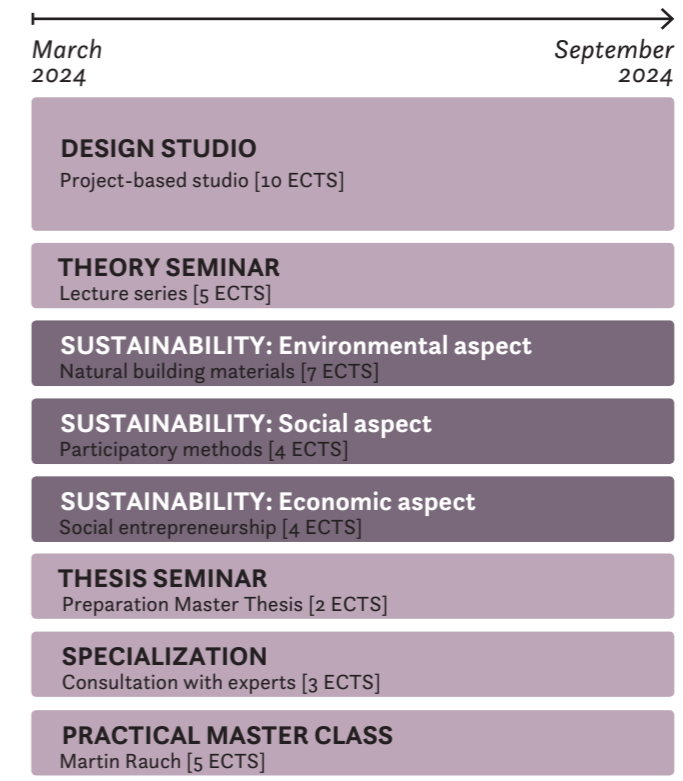 March
2024
September
2024
DESIGN STUDIO
Project-based studio [10 ECTS]
THEORY SEMINAR
Lecture series [5 ECTS]
SUSTAINABILITY: Environmental aspect
Natural building materials [7 ECTS]
SUSTAINABILITY: Social aspect
Participatory methods [4 ECTS]
SUSTAINABILITY: Economic aspect
Social entrepreneurship [4 ECTS]
THESIS SEMINAR
Preparation Master Thesis [2 ECTS]
SPECIALIZATION
Consultation with experts [3 ECTS]
PRACTICAL MASTER CLASS
Martin Rauch [5 ECTS]